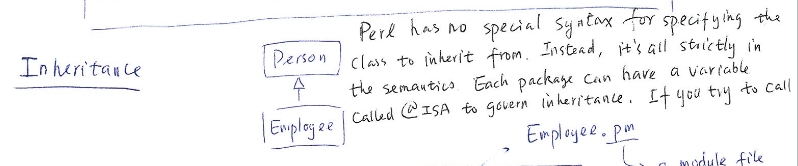 Inheritance
Person
Employee
Perl has no special syntax for specifying the
class to inherit from. Instead, it's all strictly in
the semantics. Each package can have a variable
called @ISA to govern inheritance. If you try to call
Employee.pm
a module file